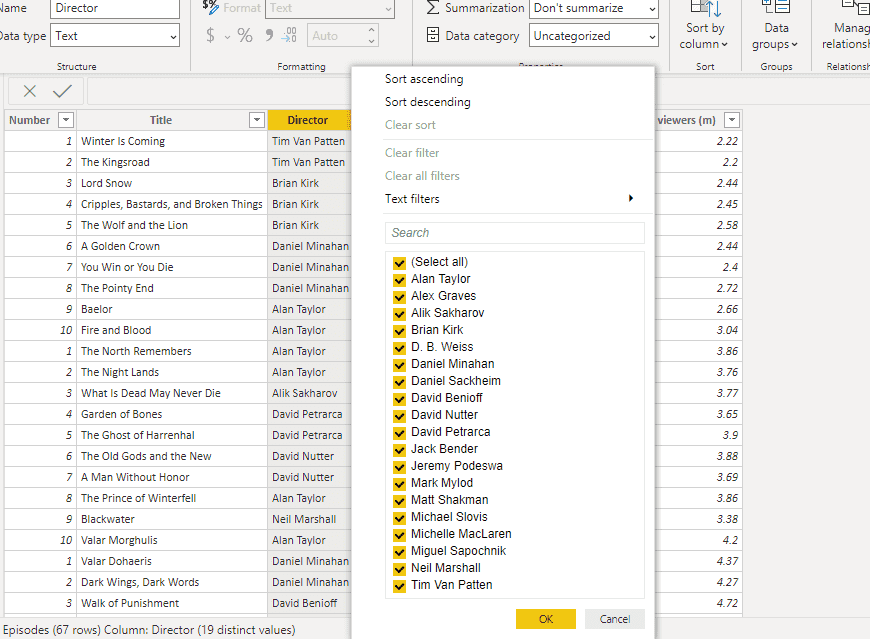 Name Director Format Text Summarization Don't summarize Sort by column Data groups Manag relationsh
Data type Text $ % Auto Data category Uncategorized
Structure Formatting Properties Sort Groups Relationsh
Number Title Director viewers (m)
1 Winter Is Coming Tim Van Patten 2.22
2 The Kingsroad Tim Van Patten 2.2
3 Lord Snow Brian Kirk 2.44
4 Cripples, Bastards, and Broken Things Brian Kirk 2.45
5 The Wolf and the Lion Brian Kirk 2.58
6 A Golden Crown Daniel Minahan 2.44
7 You Win or You Die Daniel Minahan 2.4
8 The Pointy End Daniel Minahan 2.72
9 Baelor Alan Taylor 2.66
10 Fire and Blood Alan Taylor 3.04
1 The North Remembers Alan Taylor 3.86
2 The Night Lands Alan Taylor 3.76
3 What Is Dead May Never Die Alik Sakharov 3.77
4 Garden of Bones David Petrarca 3.65
5 The Ghost of Harrenhal David Petrarca 3.9
6 The Old Gods and the New David Nutter 3.88
7 A Man Without Honor David Nutter 3.69
8 The Prince of Winterfell Alan Taylor 3.86
9 Blackwater Neil Marshall 3.38
10 Valar Morghulis Alan Taylor 4.2
1 Valar Dohaeris Daniel Minahan 4.37
2 Dark Wings, Dark Words Daniel Minahan 4.27
3 Walk of Punishment David Benioff 4.72
Sort ascending
Sort descending
Clear sort
Clear filter
Clear all filters
Text filters
Search
(Select all)
Alan Taylor
Alex Graves
Alik Sakharov
Brian Kirk
D. B. Weiss
Daniel Minahan
Daniel Sackheim
David Benioff
David Nutter
David Petrarca
Jack Bender
Jeremy Podeswa
Mark Mylod
Matt Shakman
Michael Slovis
Michelle MacLaren
Miguel Sapochnik
Neil Marshall
Tim Van Patten
OK Cancel
Episodes (67 rows) Column: Director (19 distinct values)